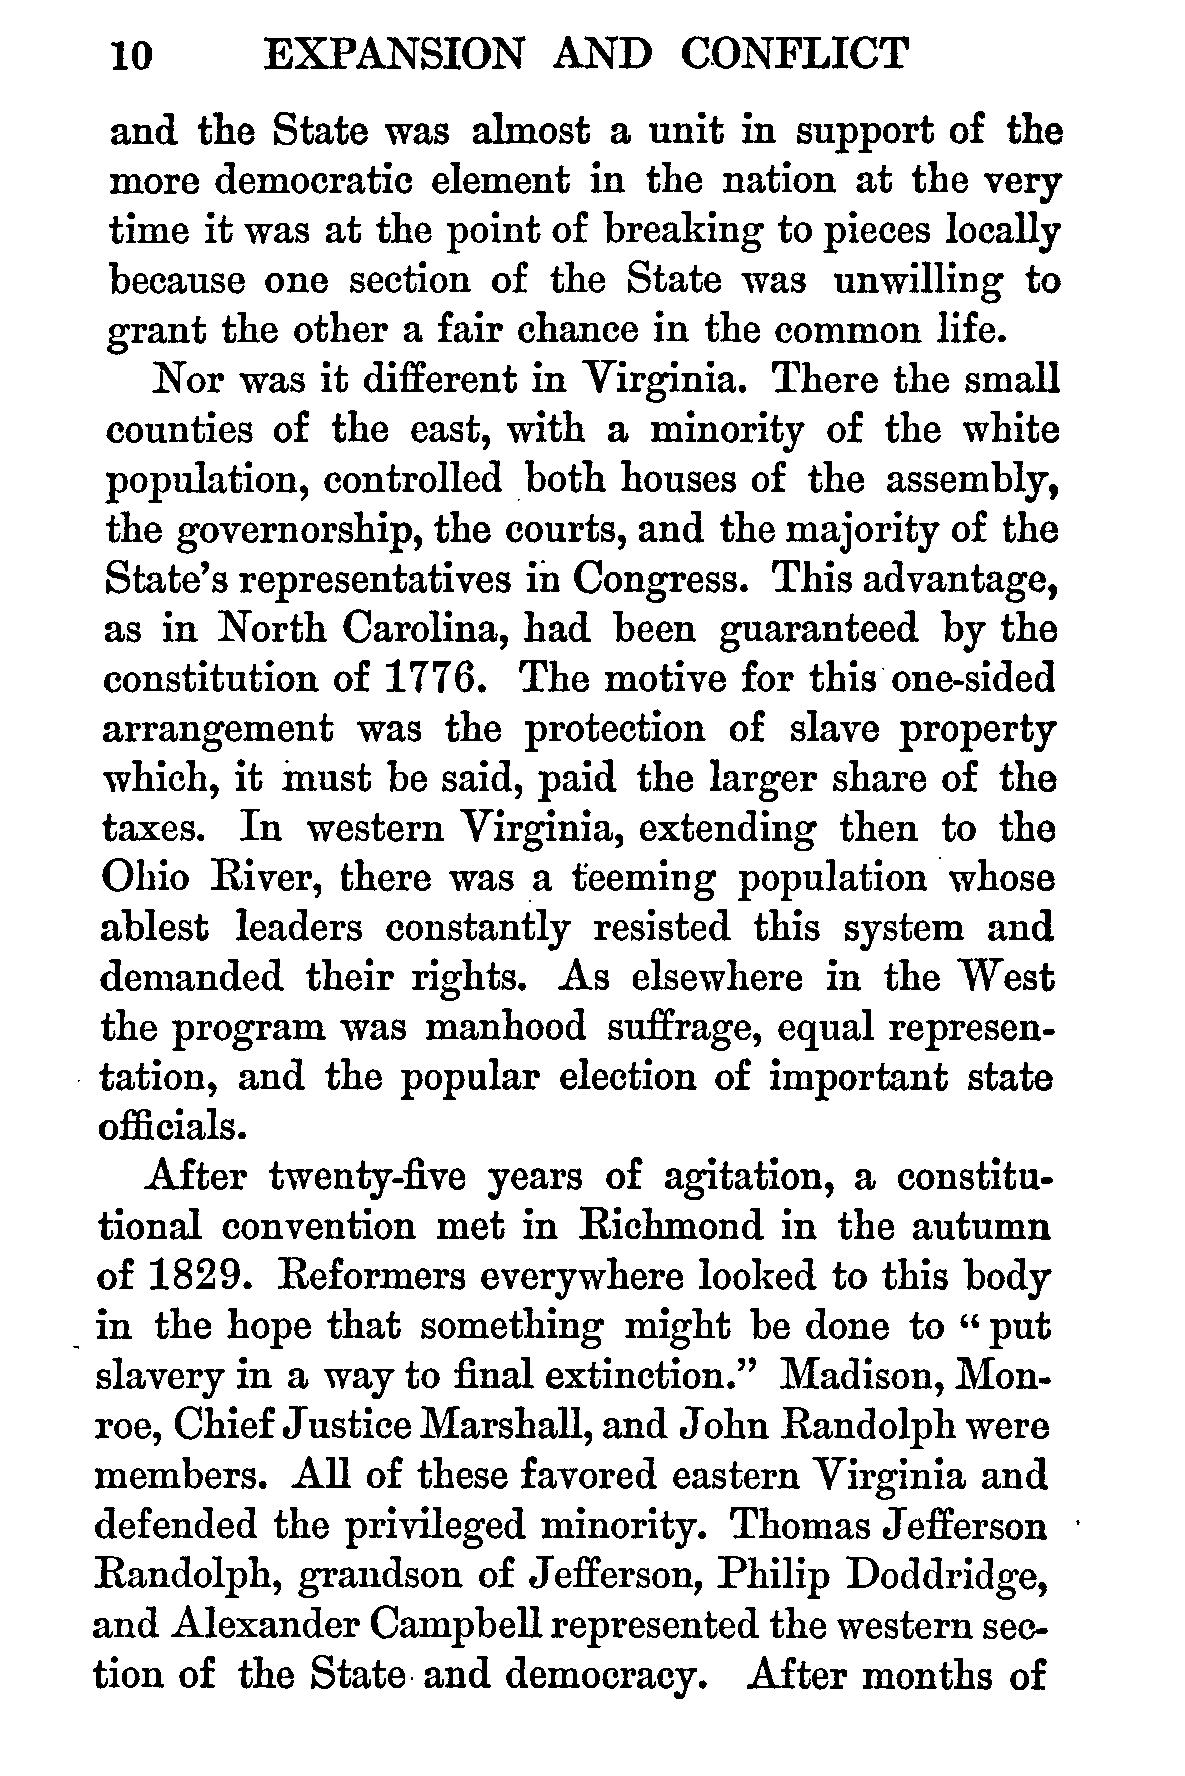 10 EXPANSION AND CONFLICT
and the State was almost a unit in support of the
more democratic element in the nation at the very
time it was at the point of breaking to pieces locally
because one section of the State was unwilling to
grant the other a fair chance in the common life.
Nor was it different in Virginia. There the small
counties of the east, with a minority of the white
population, controlled both houses of the assembly,
the governorship, the courts, and the majority of the
State's representatives in Congress. This advantage,
as in North Carolina, had been guaranteed by the
constitution of 1776. The motive for this one-sided
arrangement was the protection of slave property
which, it must be said, paid the larger share of the
taxes. In western Virginia, extending then to the
Ohio River, there was a teeming population whose
ablest leaders constantly resisted this system and
demanded their rights. As elsewhere in the West
the program was manhood suffrage, equal represen-
tation, and the popular election of important state
officials.
After twenty-five years of agitation, a constitu-
tional convention met in Richmond in the autumn
of 1829. Reformers everywhere looked to this body
in the hope that something might be done to "put
slavery in a way to final extinction." Madison, Mon-
roe, Chief Justice Marshall, and John Randolph were
members. All of these favored eastern Virginia and
defended the privileged minority. Thomas Jefferson
Randolph, grandson of Jefferson, Philip Doddridge,
and Alexander Campbell represented the western sec-
tion of the State and democracy. After months of